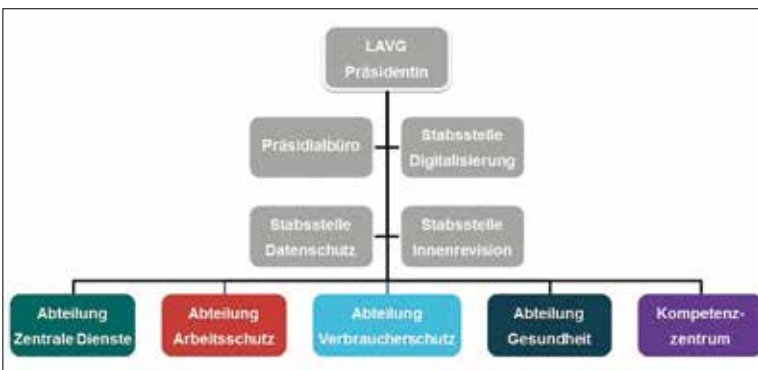 LAVG
Präsidentin
Präsidialbüro
Stabsstelle
Digitalisierung
Stabsstelle
Datenschutz
Stabsstelle
Innenrevision
Abteilung
Zentrale Dienste
Abteilung
Arbeitsschutz
Abteilung
Verbraucherschutz
Abteilung
Gesundheit
Kompetenz-
zentrum